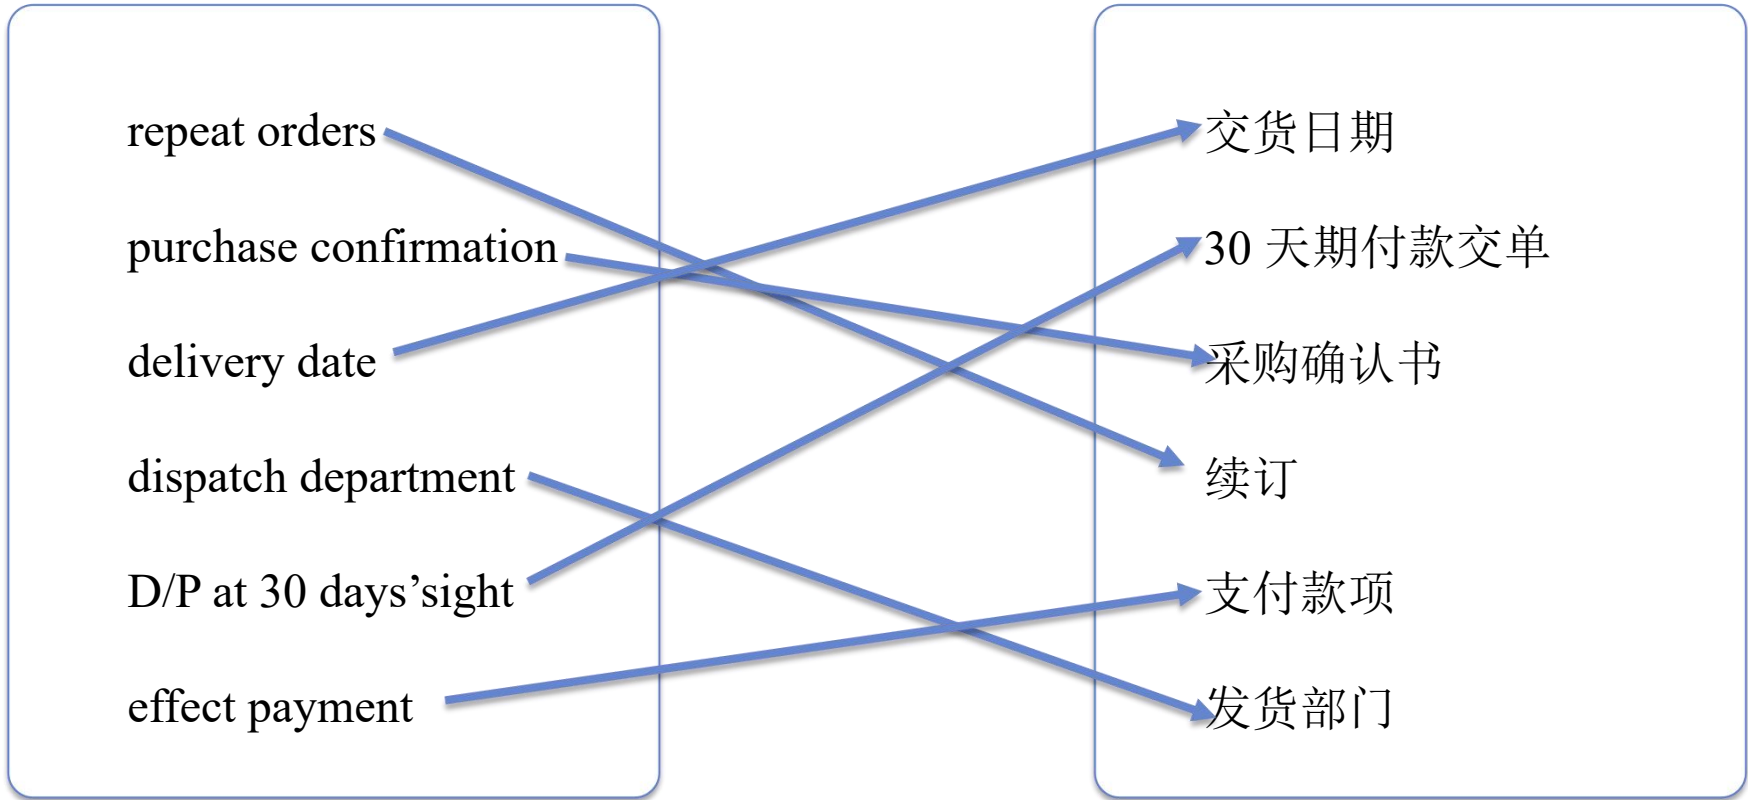 repeat orders
purchase confirmation
delivery date
dispatch department
D/P at 30 days’sight
effect payment
交货日期
30 天期付款交单
采购确认书
续订
支付款项
发货部门